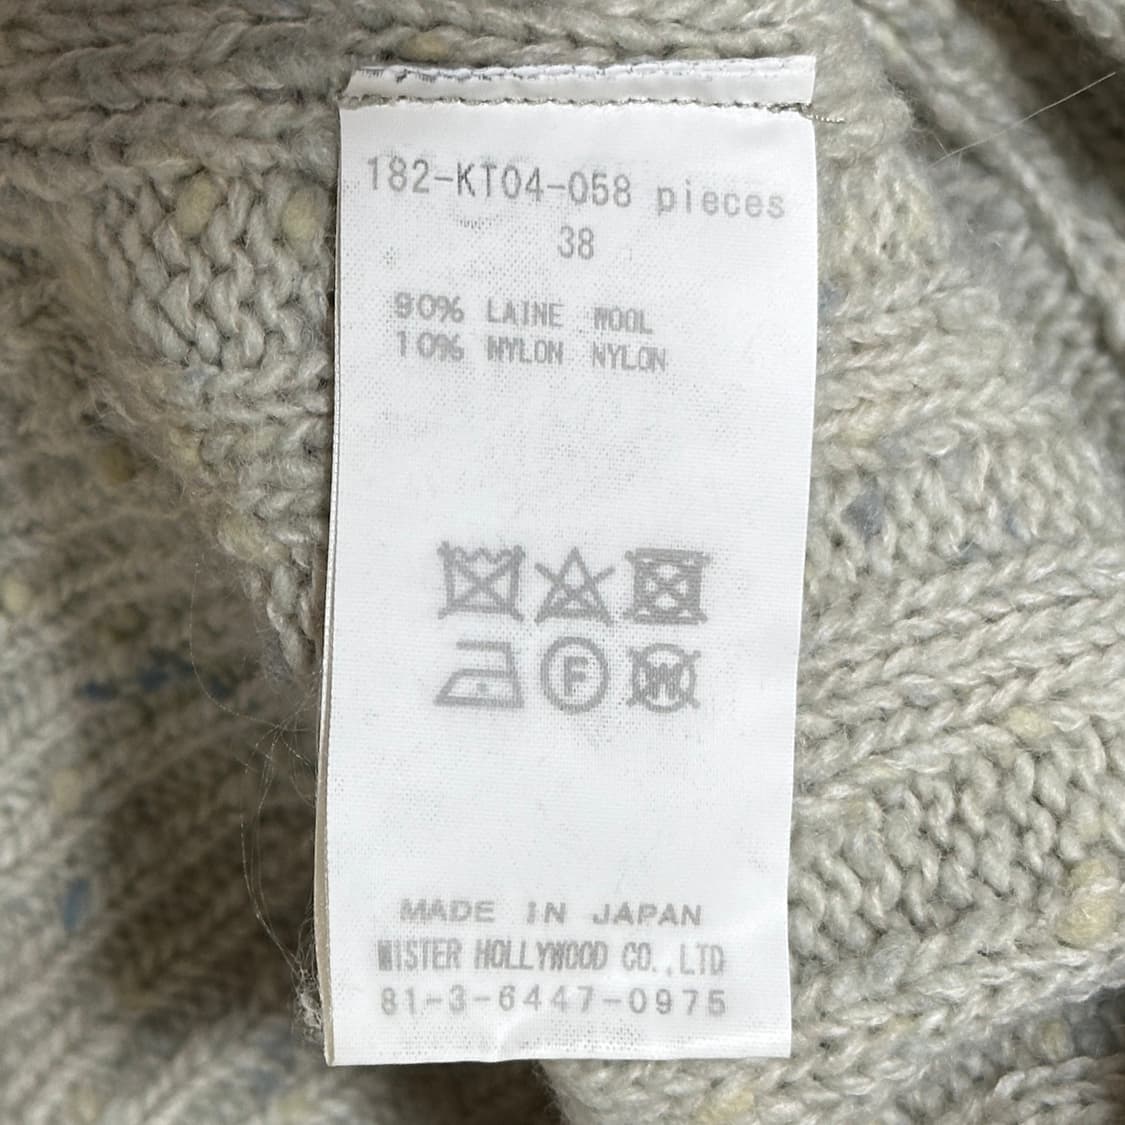 182-KT04-058 pieces
38
90% LAINE WOOL
10% NYLON NYLON
F
W
MADE IN JAPAN
MISTER HOLLYWOOD CO.,LTD
81-3-6447-0975